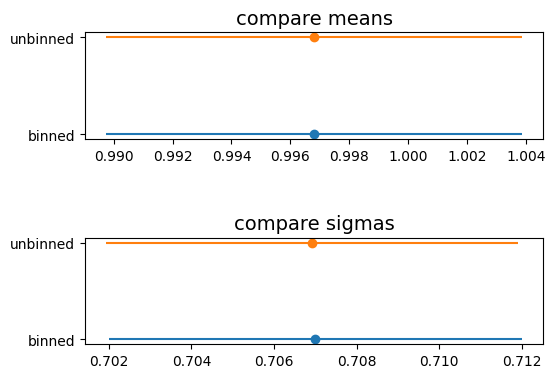 compare means
unbinned
binned
0.990 0.992 0.994 0.996 0.998 1.000 1.002 1.004
compare sigmas
unbinned
binned
0.702 0.704 0.706 0.708 0.710 0.712